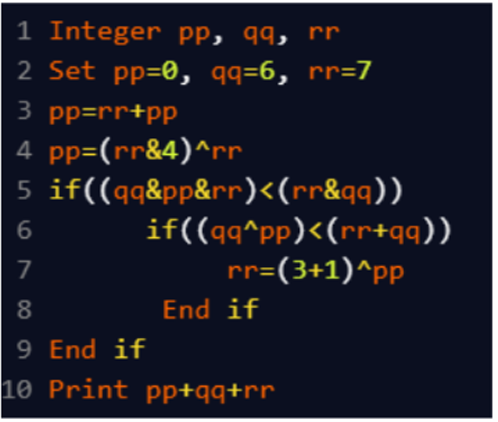 1 Integer pp, qq, rr
2 Set pp=0, qq=6, rr=7
3 pp=rr+pp
4 pp=(rr&4)^rr
5 if((qq&pp&rr)<(rr&qq))
6 if((qq^pp)<(rr+qq))
7 rr=(3+1)^pp
8 End if
9 End if
10 Print pp+qq+rr